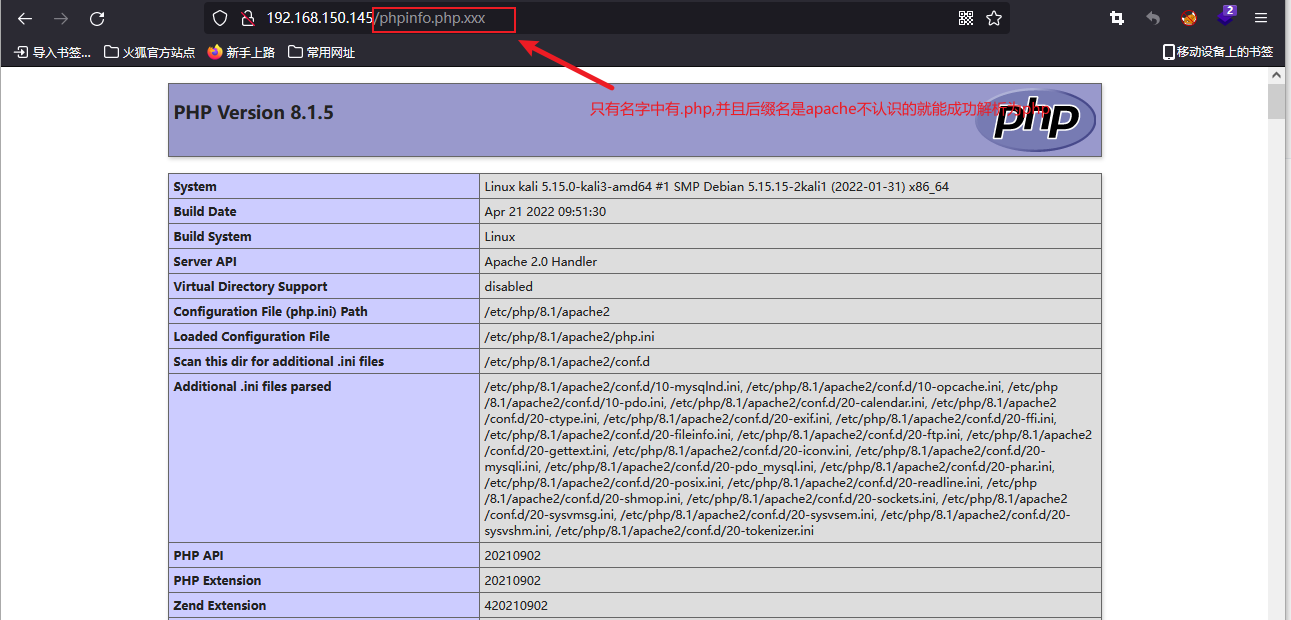 192.168.150.145/phpinfo.php.xxx
2
导入书签... 火狐官方站点 新手上路 常用网址 移动设备上的书签
PHP Version 8.1.5
只有名字中有.php,并且后缀名是apache不认识的就能成功解析为php
php
System Linux kali 5.15.0-kali3-amd64 #1 SMP Debian 5.15.15-2kali1 (2022-01-31) x86_64
Build Date Apr 21 2022 09:51:30
Build System Linux
Server API Apache 2.0 Handler
Virtual Directory Support disabled
Configuration File (php.ini) Path /etc/php/8.1/apache2
Loaded Configuration File /etc/php/8.1/apache2/php.ini
Scan this dir for additional .ini files /etc/php/8.1/apache2/conf.d
Additional .ini files parsed /etc/php/8.1/apache2/conf.d/10-mysqlnd.ini, /etc/php/8.1/apache2/conf.d/10-opcache.ini, /etc/php
/8.1/apache2/conf.d/10-pdo.ini, /etc/php/8.1/apache2/conf.d/20-calendar.ini, /etc/php/8.1/apache2
/conf.d/20-ctype.ini, /etc/php/8.1/apache2/conf.d/20-exif.ini, /etc/php/8.1/apache2/conf.d/20-ffi.ini,
/etc/php/8.1/apache2/conf.d/20-fileinfo.ini, /etc/php/8.1/apache2/conf.d/20-ftp.ini, /etc/php/8.1/apache2
/conf.d/20-gettext.ini, /etc/php/8.1/apache2/conf.d/20-iconv.ini, /etc/php/8.1/apache2/conf.d/20-
mysqli.ini, /etc/php/8.1/apache2/conf.d/20-pdo_mysql.ini, /etc/php/8.1/apache2/conf.d/20-phar.ini,
/etc/php/8.1/apache2/conf.d/20-posix.ini, /etc/php/8.1/apache2/conf.d/20-readline.ini, /etc/php
/8.1/apache2/conf.d/20-shmop.ini, /etc/php/8.1/apache2/conf.d/20-sockets.ini, /etc/php/8.1/apache2
/conf.d/20-sysvmsg.ini, /etc/php/8.1/apache2/conf.d/20-sysvsem.ini, /etc/php/8.1/apache2/conf.d/20-
sysvshm.ini, /etc/php/8.1/apache2/conf.d/20-tokenizer.ini
PHP API 20210902
PHP Extension 20210902
Zend Extension 420210902